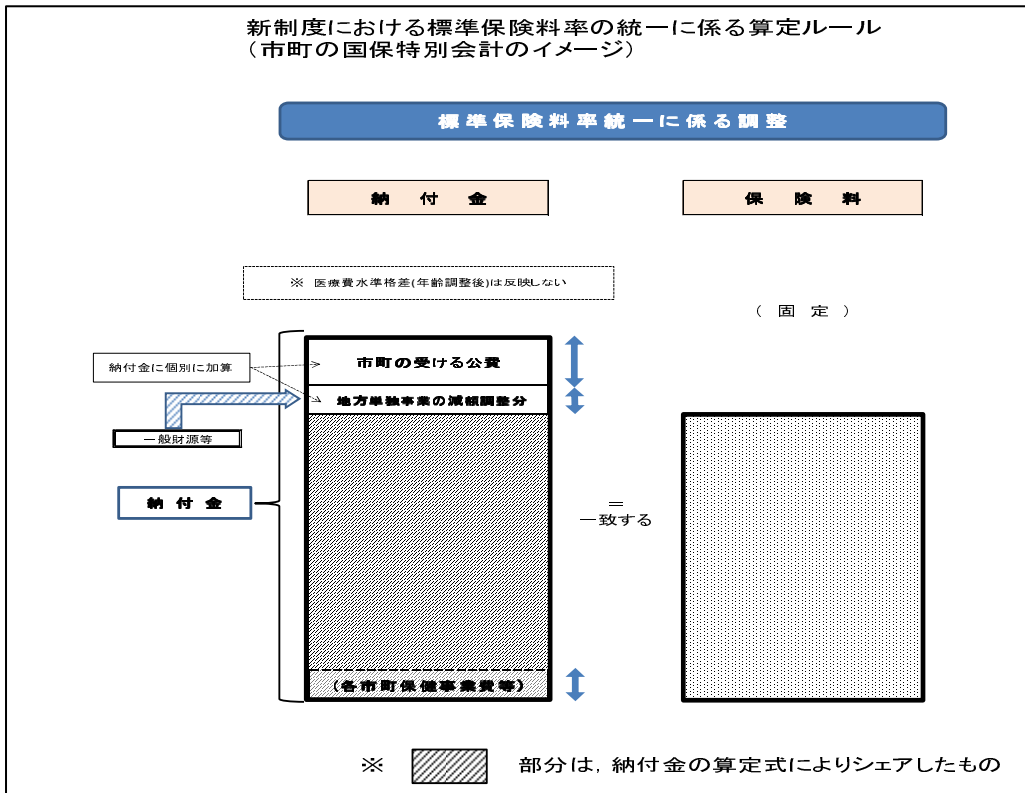 新制度における標準保険料率の統一に係る算定ルール
（市町の国保特別会計のイメージ）
標準保険料率統一に係る調整
納　付　金
保　険　料
※　医療費水準格差(年齢調整後)は反映しない
（　固　定　）
市町の受ける公費
納付金に個別に加算
地方単独事業の減額調整分
一般財源等
納　付　金
＝
一致する
(各市町保健事業費等)
※　部分は，納付金の算定式によりシェアしたもの